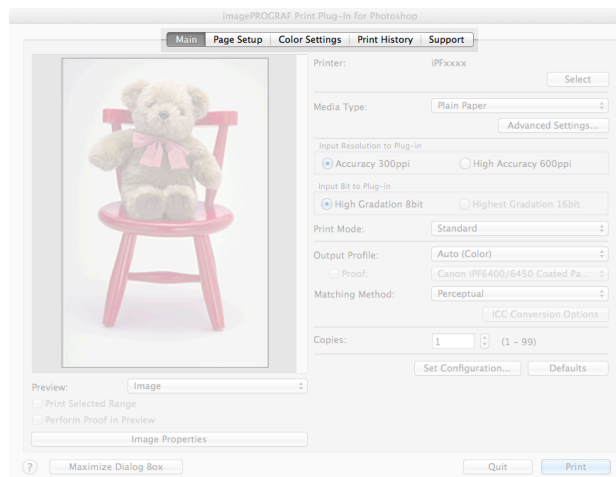 imagePROGRAF Print Plug-In for Photoshop
Main Page Setup Color Settings Print History Support
Printer: iPFxxxx
Select
Media Type: Plain Paper
Advanced Settings...
Input Resolution to Plug-in
Accuracy 300ppi High Accuracy 600ppi
Input Bit to Plug-in
High Gradation 8bit Highest Gradation 16bit
Print Mode: Standard
Output Profile: Auto (Color)
Proof: Canon iPF6400/6450 Coated Pa...
Matching Method: Perceptual
ICC Conversion Options
Copies: 1 (1 - 99)
Set Configuration... Defaults
Preview: Image
Print Selected Range
Perform Proof in Preview
Image Properties
? Maximize Dialog Box Quit Print